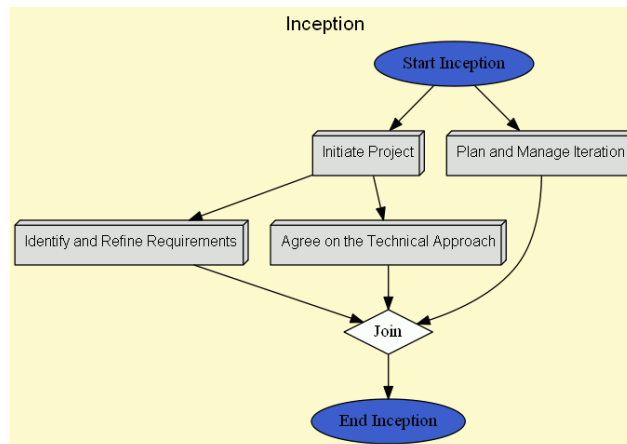 Inception
Start Inception
Initiate Project
Plan and Manage Iteration
Identify and Refine Requirements
Agree on the Technical Approach
Join
End Inception